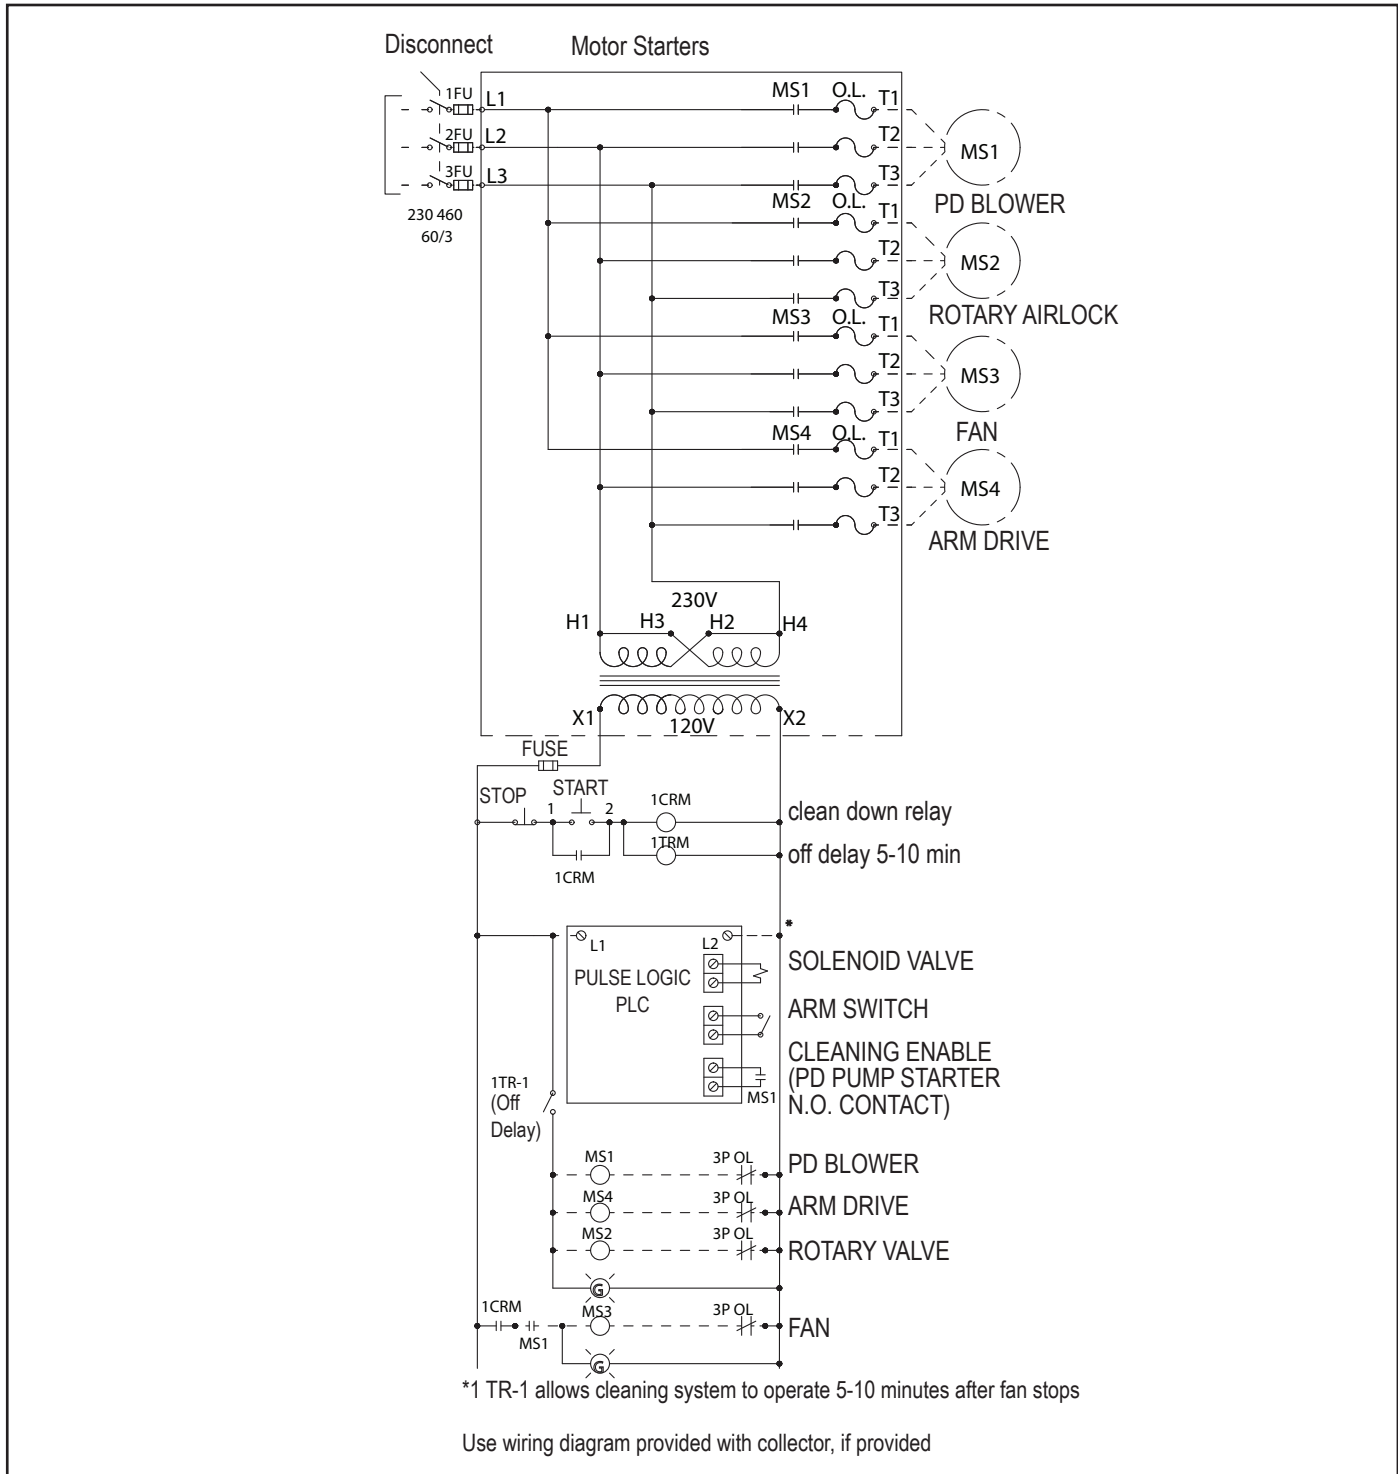 Disconnect
Motor Starters
1FU L1 MS1 O.L. T1
2FU L2 T2 MS1
3FU L3 T3
PD BLOWER
230 460
60/3
MS2 O.L. T1
T2 MS2
T3
ROTARY AIRLOCK
MS3 O.L. T1
T2 MS3
T3
FAN
MS4 O.L. T1
T2 MS4
T3
ARM DRIVE
230V
H1 H3 H2 H4
X1 120V X2
FUSE
STOP START
1 2 1CRM
clean down relay
1TRM
off delay 5-10 min
1CRM
*
L1 L2
PULSE LOGIC
PLC
SOLENOID VALVE
ARM SWITCH
CLEANING ENABLE
(PD PUMP STARTER
N.O. CONTACT)
MS1
1TR-1
(Off
Delay)
MS1 3P OL PD BLOWER
MS4 3P OL ARM DRIVE
MS2 3P OL ROTARY VALVE
G
1CRM MS1 MS3 3P OL FAN
G
*1 TR-1 allows cleaning system to operate 5-10 minutes after fan stops
Use wiring diagram provided with collector, if provided